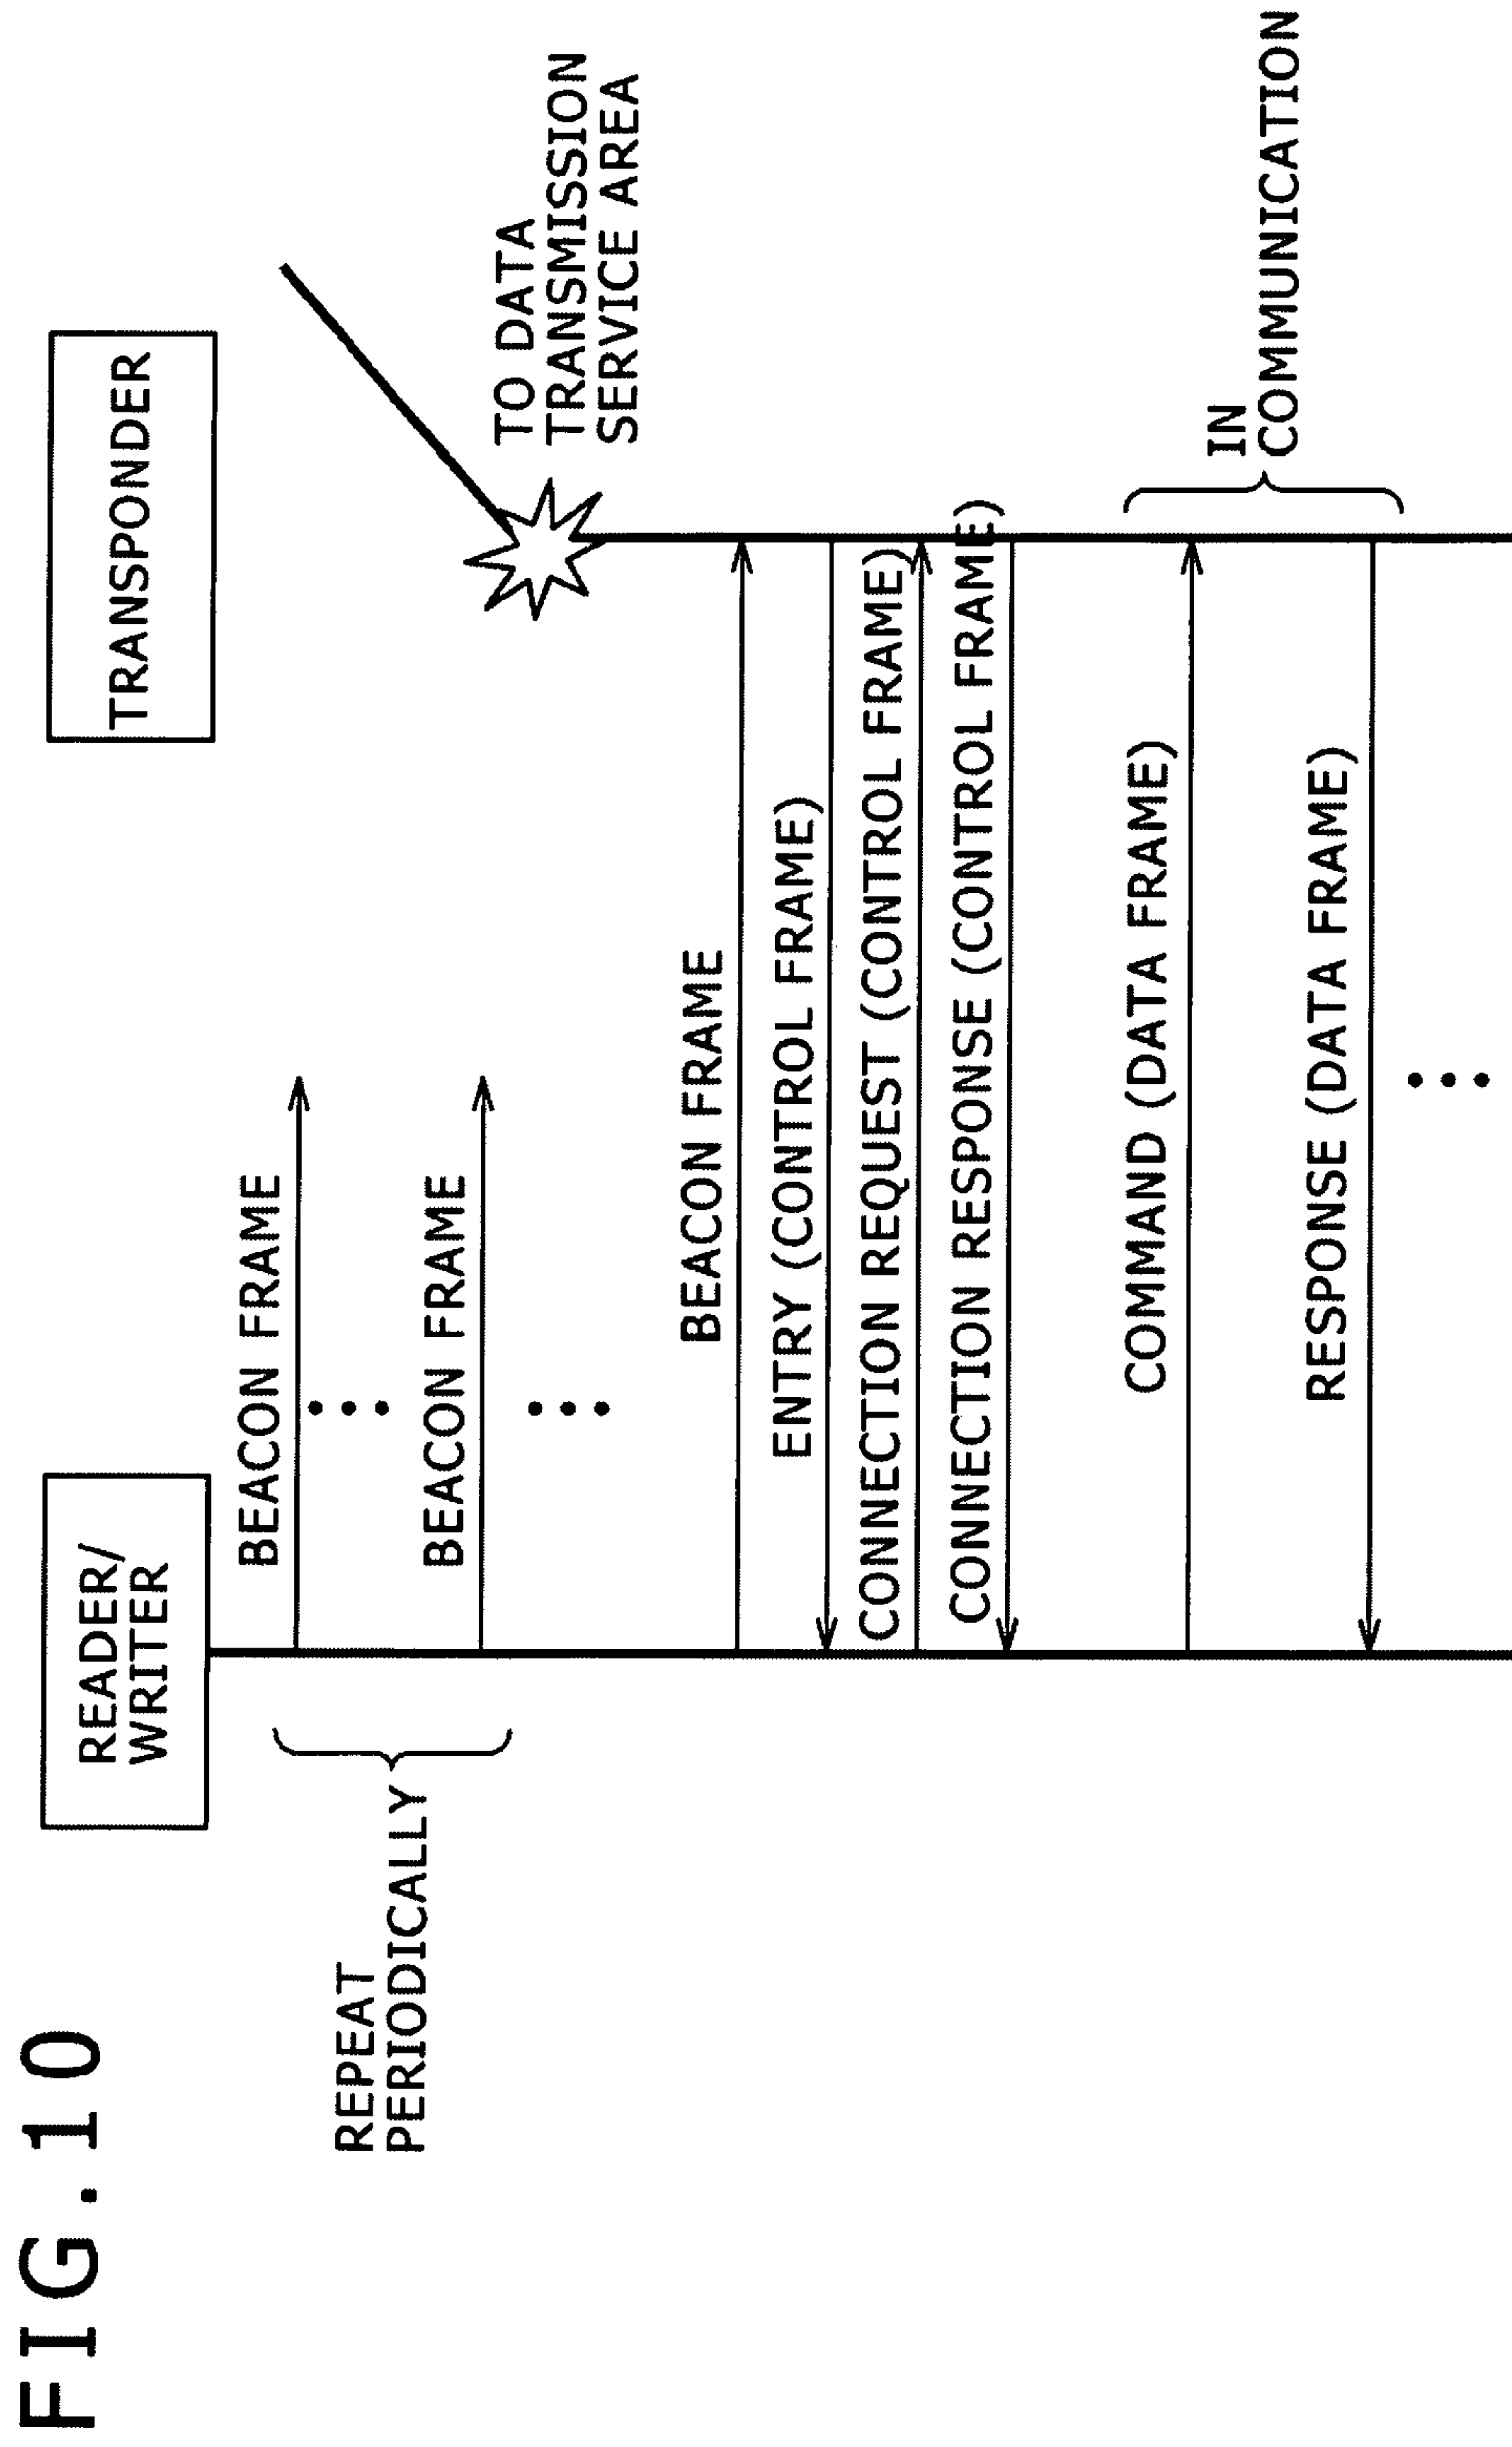 FIG.10
READER/
WRITER
TRANSPONDER
BEACON FRAME
REPEAT
PERIODICALLY
BEACON FRAME
TO DATA
TRANSMISSION
SERVICE AREA
BEACON FRAME
ENTRY (CONTROL FRAME)
CONNECTION REQUEST (CONTROL FRAME)
CONNECTION RESPONSE (CONTROL FRAME)
COMMAND (DATA FRAME)
IN
COMMUNICATION
RESPONSE (DATA FRAME)